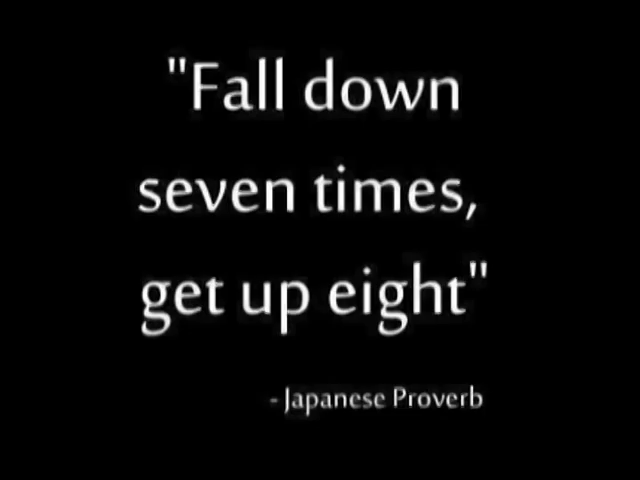 "Fall down
seven times,
get up eight"
- Japanese Proverb